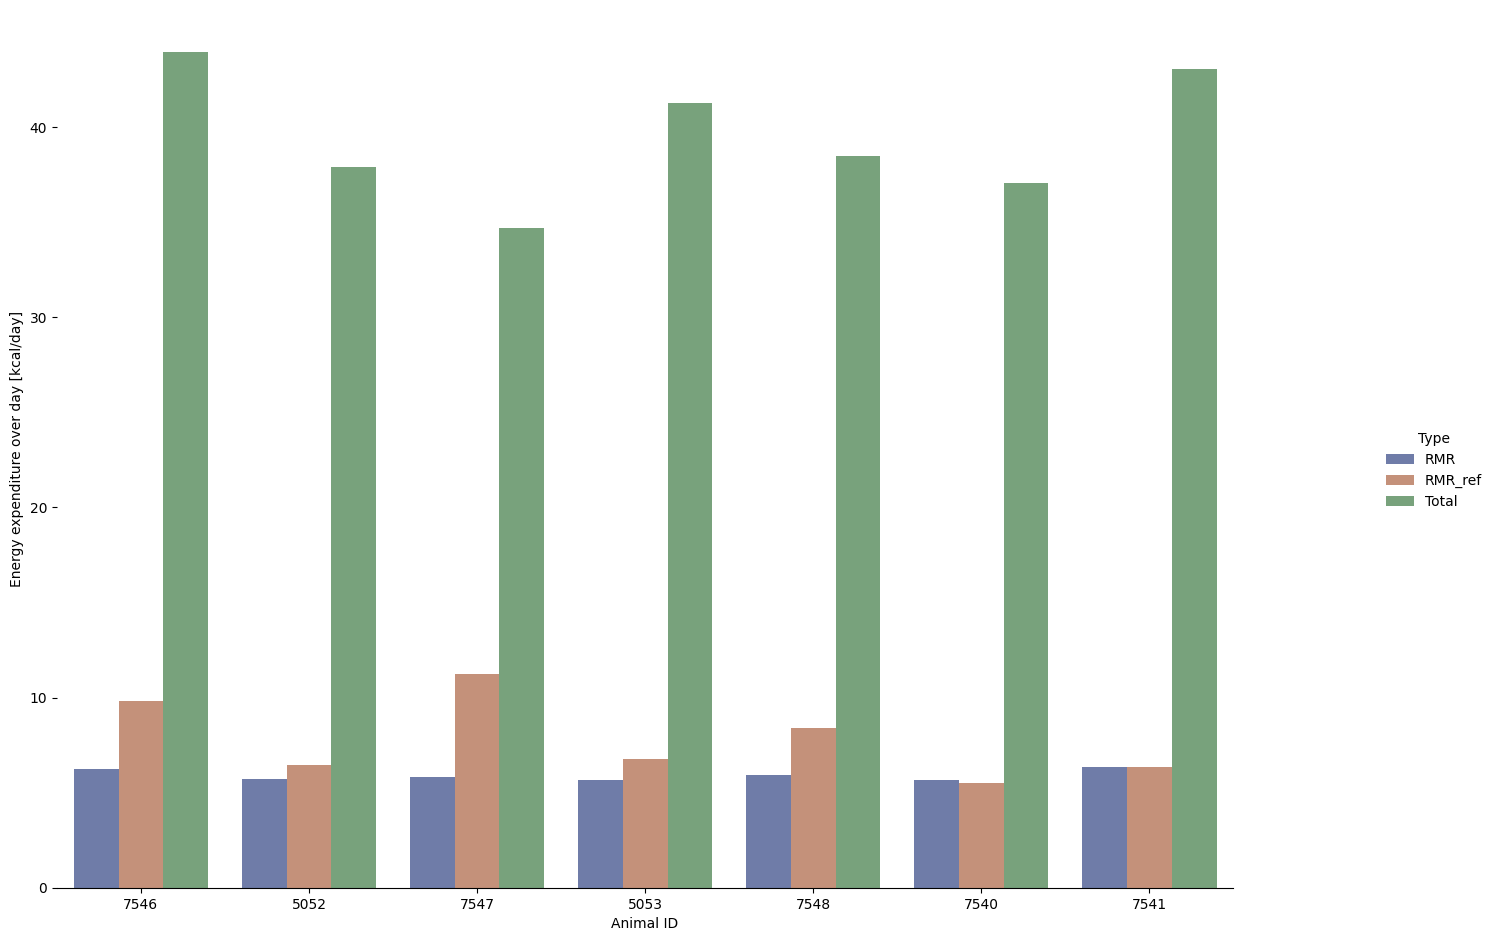 Energy expenditure over day [kcal/day]
40
30
20
10
0
7546 5052 7547 5053 7548 7540 7541
Animal ID
Type
RMR
RMR_ref
Total